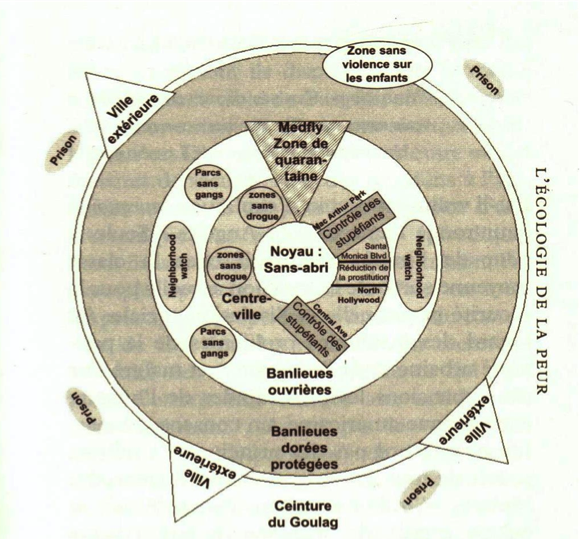 Zone sans
violence sur
les enfants
Prison
Ville
extérieure
Prison
Medfly
Zone de
quaran-
taine
Parcs
sans
gangs
zones
sans
drogue
Mac Arthur Park
Contrôle des
stupéfiants
Neighborhood
watch
zones
sans
drogue
Noyau :
Sans-abri
Santa
Monica Blvd
Réduction de
la prostitution
North
Hollywood
Neighborhood
watch
Centre-
ville
Central Ave
Contrôle des
stupéfiants
Parcs
sans
gangs
Banlieues
ouvrières
Prison
Banlieues
dorées
protégées
Ville
extérieure
Ville
extérieure
Prison
Ceinture
du Goulag
L'ÉCOLOGIE DE LA PEUR